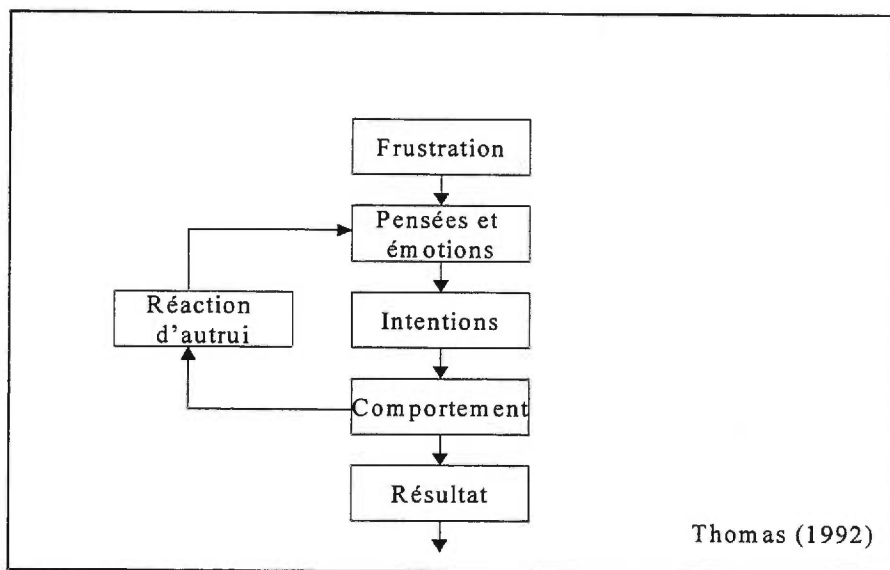 Frustration
Pensées et
émotions
Réaction
d'autrui
Intentions
Comportement
Résultat
Thomas (1992)